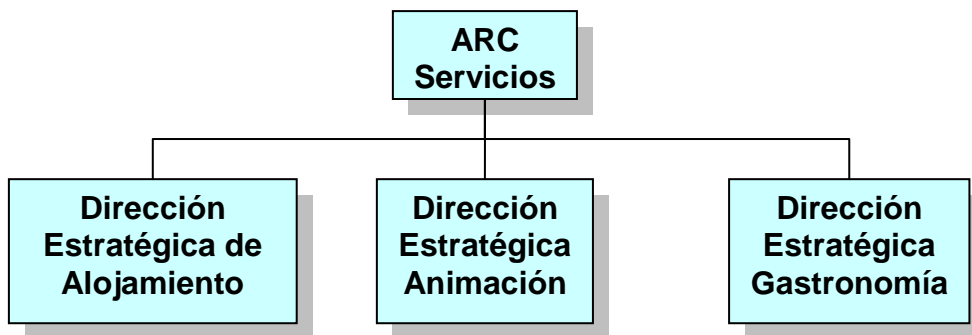 ARC
Servicios
Dirección
Estratégica de
Alojamiento
Dirección
Estratégica
Animación
Dirección
Estratégica
Gastronomía